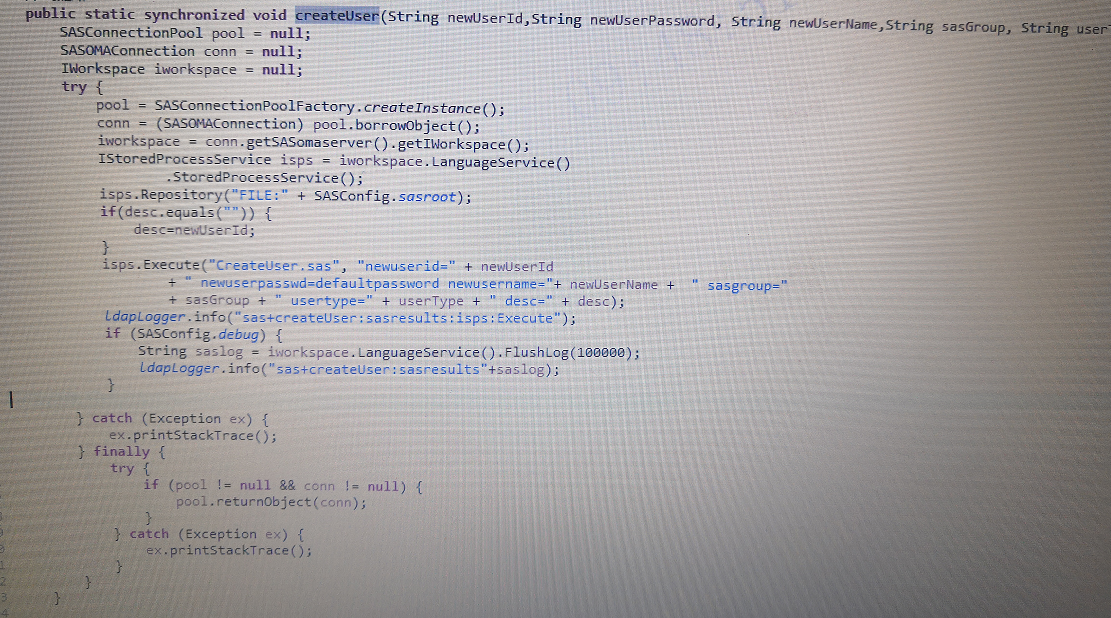 public static synchronized void createUser(String newUserId,String newUserPassword, String newUserName,String sasGroup, String user
SASConnectionPool pool = null;
SASOMAConnection conn = null;
IWorkspace iworkspace = null;
try {
pool = SASConnectionPoolFactory.createInstance();
conn = (SASOMAConnection) pool.borrowObject();
iworkspace = conn.getSASomaserver().getIWorkspace();
IStoredProcessService isps = iworkspace.LanguageService()
.StoredProcessService();
isps.Repository("FILE:" + SASConfig.sasroot);
if(desc.equals("")) {
desc=newUserId;
}
isps.Execute("CreateUser.sas", "newuserid=" + newUserId
+ " newuserpasswd=defaultpassword newusername="+ newUserName + " sasgroup="
+ sasGroup + " usertype=" + userType + " desc=" + desc);
ldapLogger.info("sas+createUser:sasresults:isps:Execute");
if (SASConfig.debug) {
String saslog = iworkspace.LanguageService().FlushLog(100000);
ldapLogger.info("sas+createUser:sasresults"+saslog);
}
} catch (Exception ex) {
ex.printStackTrace();
} finally {
try {
if (pool != null && conn != null) {
pool.returnObject(conn);
}
} catch (Exception ex) {
ex.printStackTrace();
}
}
}